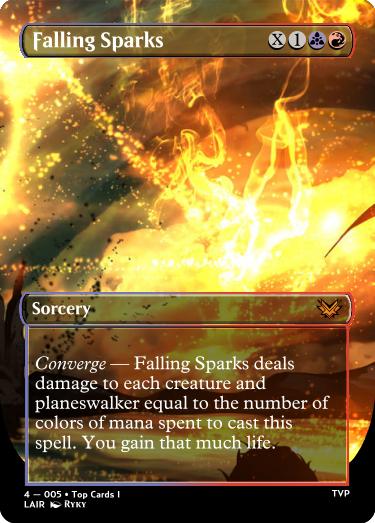 Falling Sparks X 1
Sorcery
Converge — Falling Sparks deals
damage to each creature and
planeswalker equal to the number of
colors of mana spent to cast this
spell. You gain that much life.
4 — 005 • Top Cards I TVP
LAIR Ryky